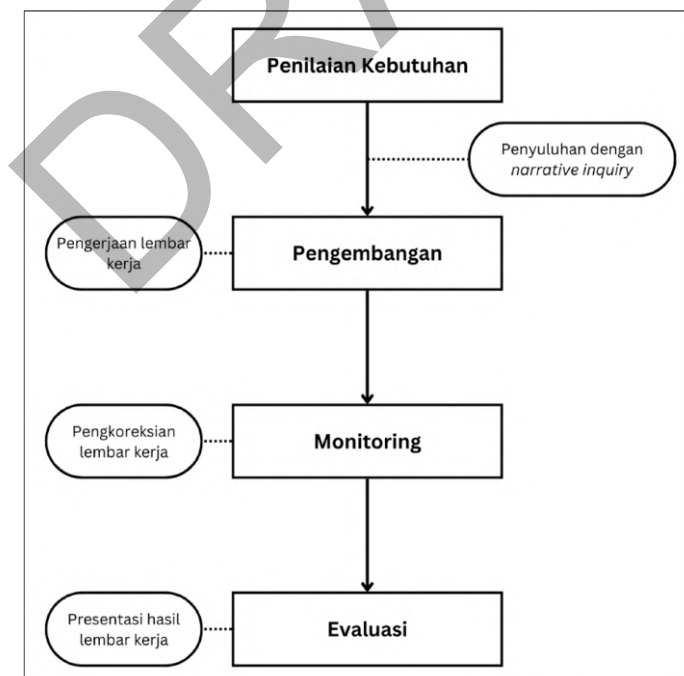 Penilaian Kebutuhan
Penyuluhan dengan
narrative inquiry
Pengerjaan lembar
kerja
Pengembangan
Pengkoreksian
lembar kerja
Monitoring
Presentasi hasil
lembar kerja
Evaluasi